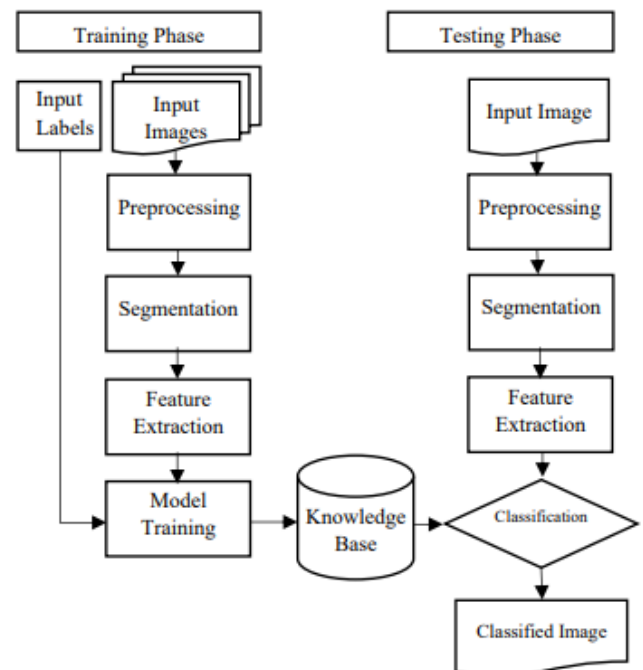 Training Phase
Testing Phase
Input
Labels
Input
Images
Input Image
Preprocessing
Preprocessing
Segmentation
Segmentation
Feature
Extraction
Feature
Extraction
Model
Training
Knowledge
Base
Classification
Classified Image